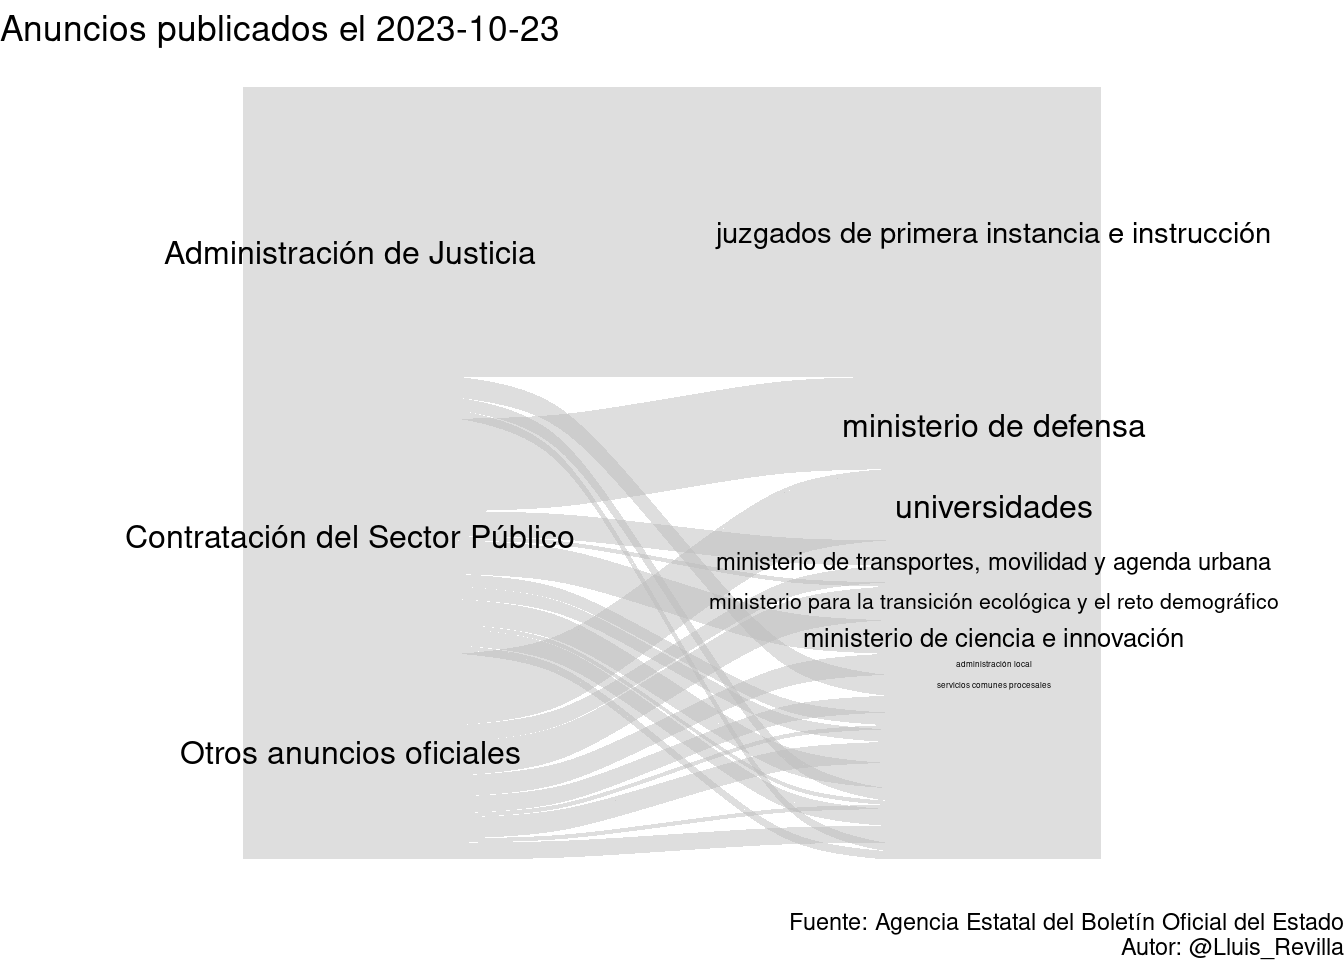 Anuncios publicados el 2023-10-23
Administración de Justicia
juzgados de primera instancia e instrucción
ministerio de defensa
universidades
Contratación del Sector Público
ministerio de transportes, movilidad y agenda urbana
ministerio para la transición ecológica y el reto demográfico
ministerio de ciencia e innovación
administración local
servicios comunes procesales
Otros anuncios oficiales
Fuente: Agencia Estatal del Boletín Oficial del Estado
Autor: @Lluis_Revilla